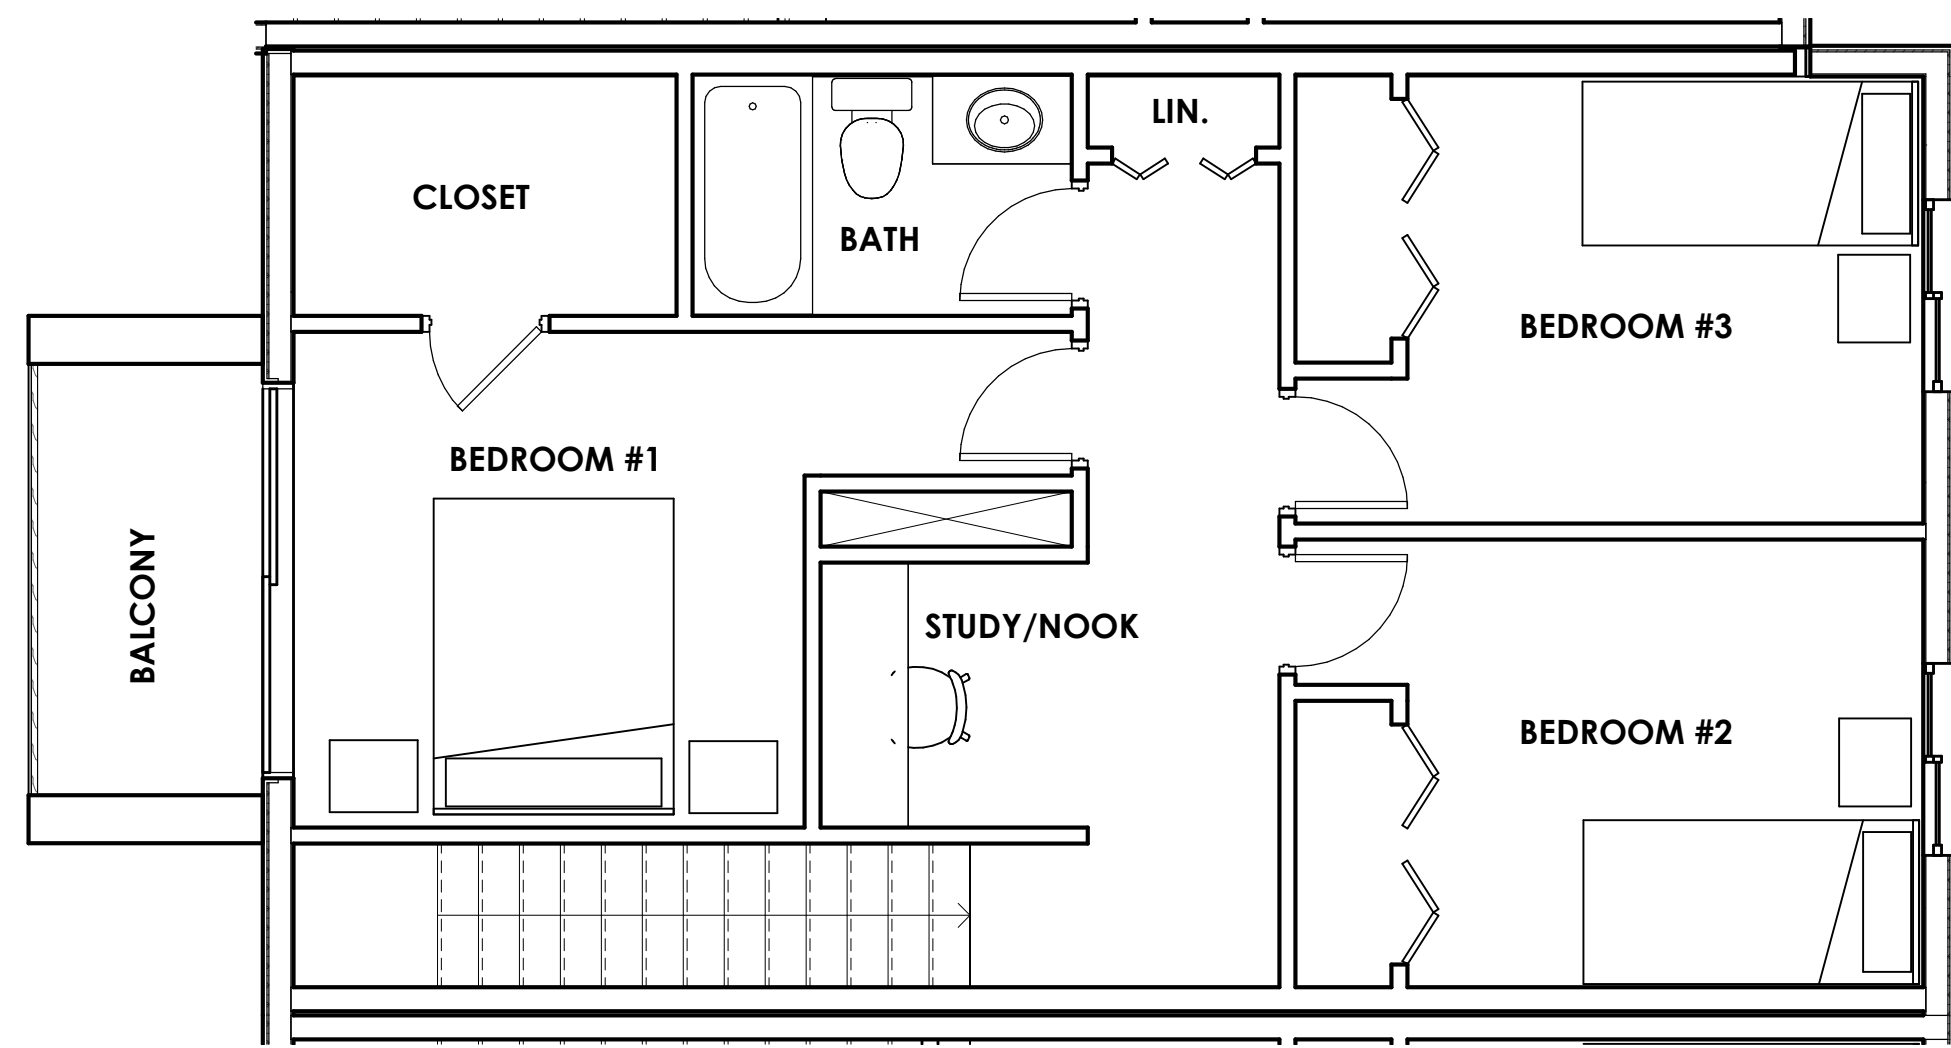 LIN.
CLOSET
BATH
BEDROOM #3
BEDROOM #1
BALCONY
STUDY/NOOK
BEDROOM #2